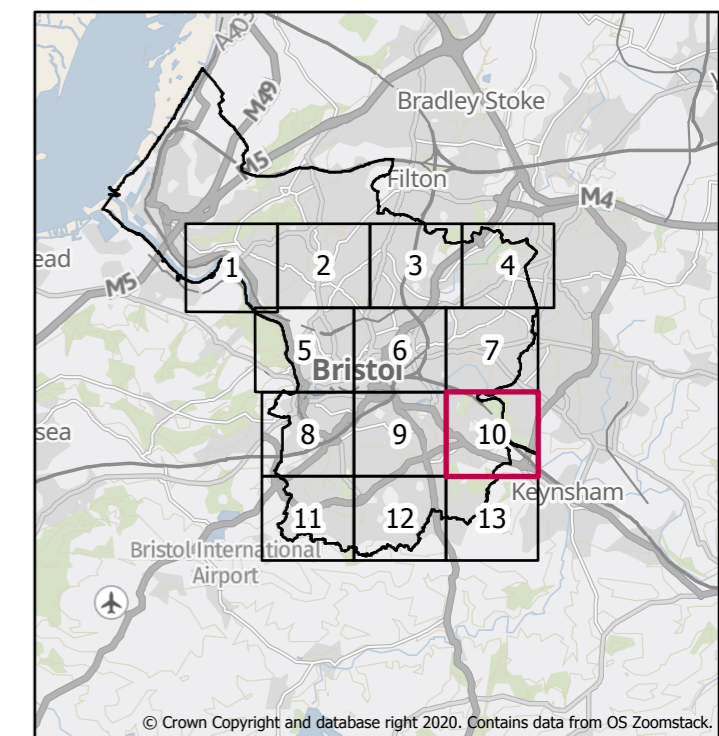 A403
M49
Bradley Stoke
M5
Filton
M4
ead
M5
1
2
3
4
5
6
7
Bristol
sea
8
9
10
Keynsham
11
12
13
Bristol International
Airport
© Crown Copyright and database right 2020. Contains data from OS Zoomstack.